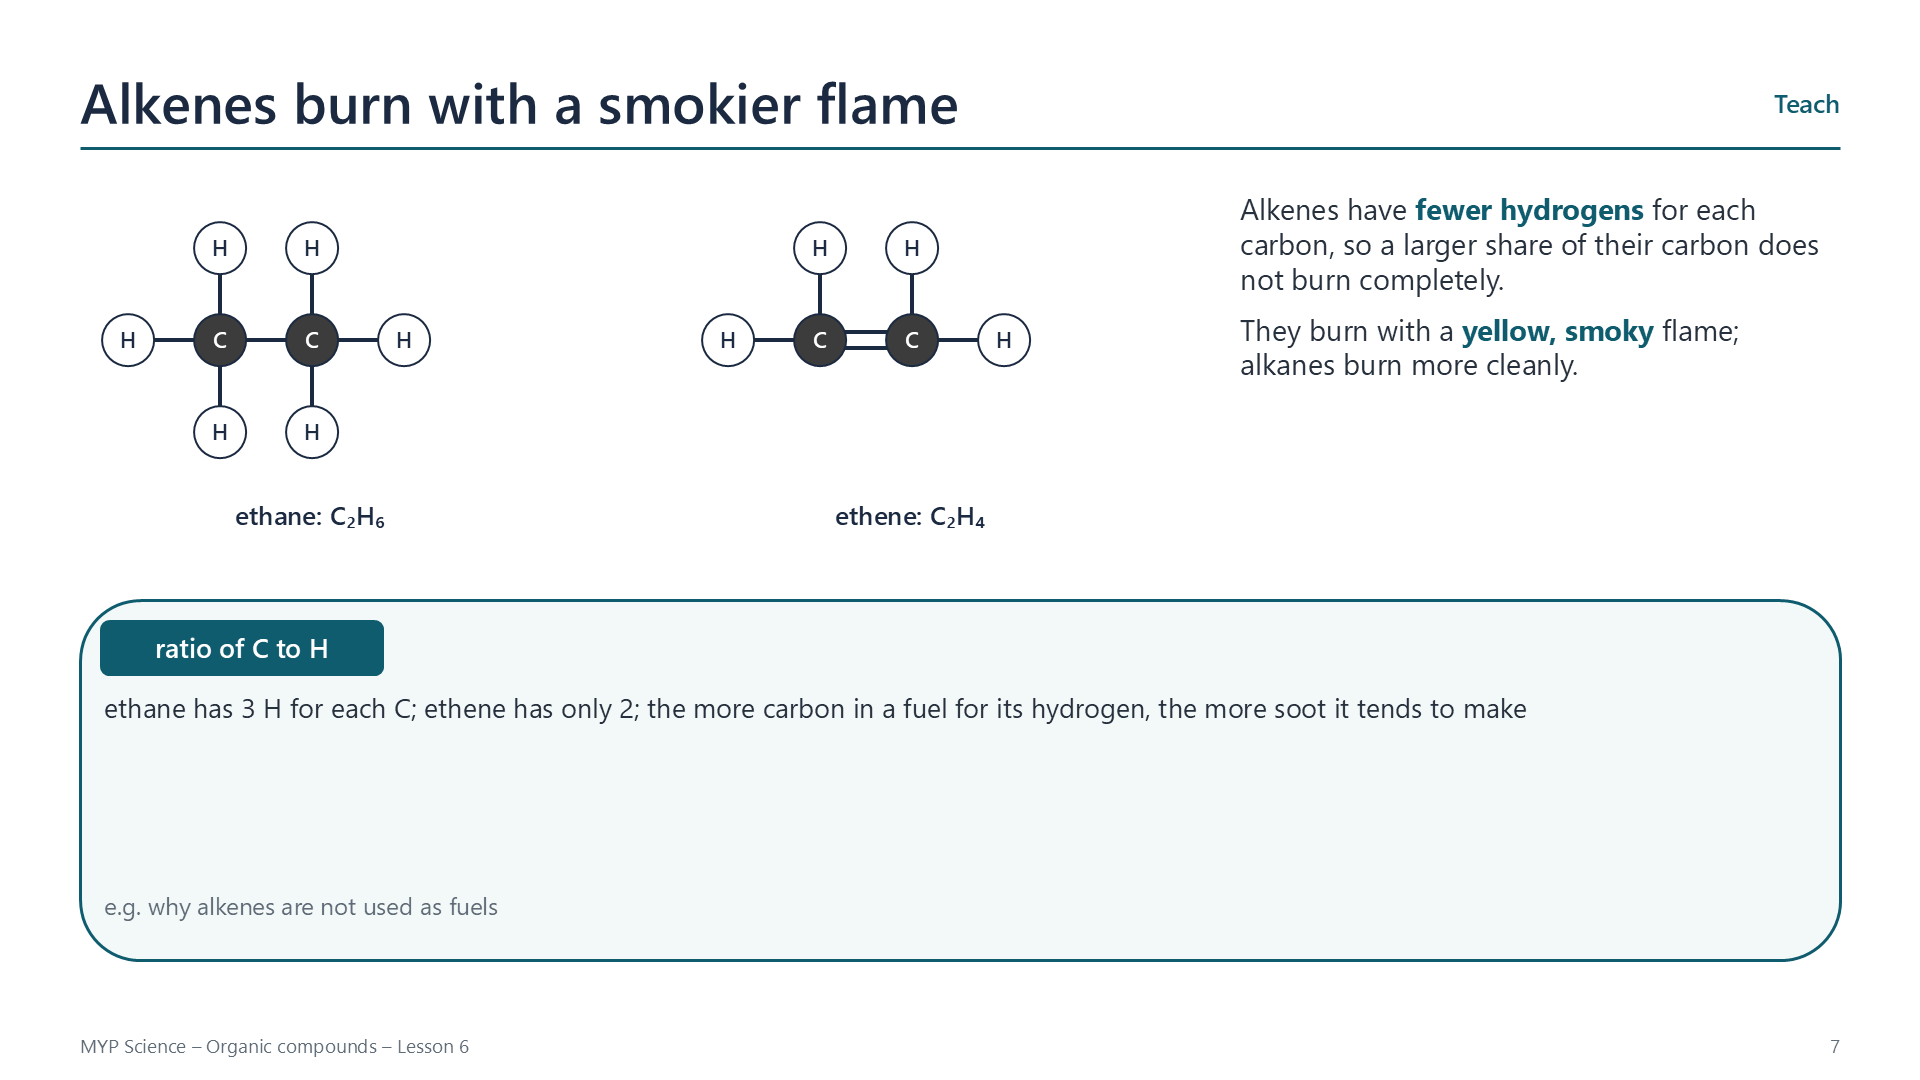 Alkenes burn with a smokier flame
Teach
H H
H C C H
H H
ethane: C₂H₆
H H
H C C H
ethene: C₂H₄
Alkenes have fewer hydrogens for each
carbon, so a larger share of their carbon does
not burn completely.
They burn with a yellow, smoky flame;
alkanes burn more cleanly.
ratio of C to H
ethane has 3 H for each C; ethene has only 2; the more carbon in a fuel for its hydrogen, the more soot it tends to make
e.g. why alkenes are not used as fuels
MYP Science – Organic compounds – Lesson 6
7